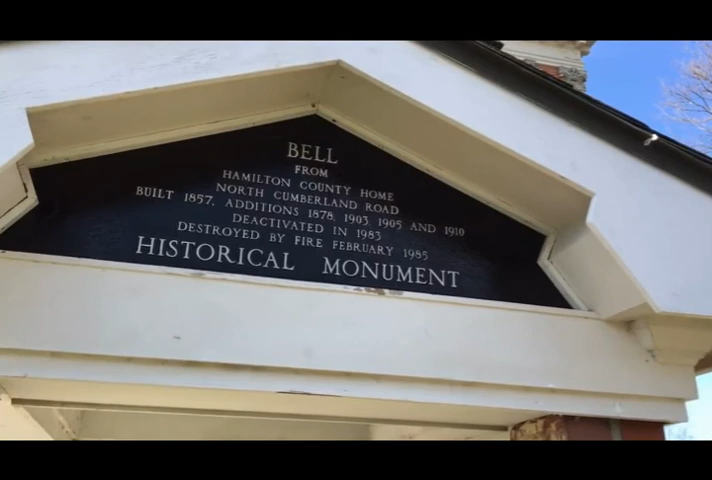 BELL
FROM
HAMILTON COUNTY HOME
NORTH CUMBERLAND ROAD
BUILT 1857, ADDITIONS 1878, 1903, 1905 AND 1910
DEACTIVATED IN 1983
DESTROYED BY FIRE FEBRUARY 1985
HISTORICAL MONUMENT